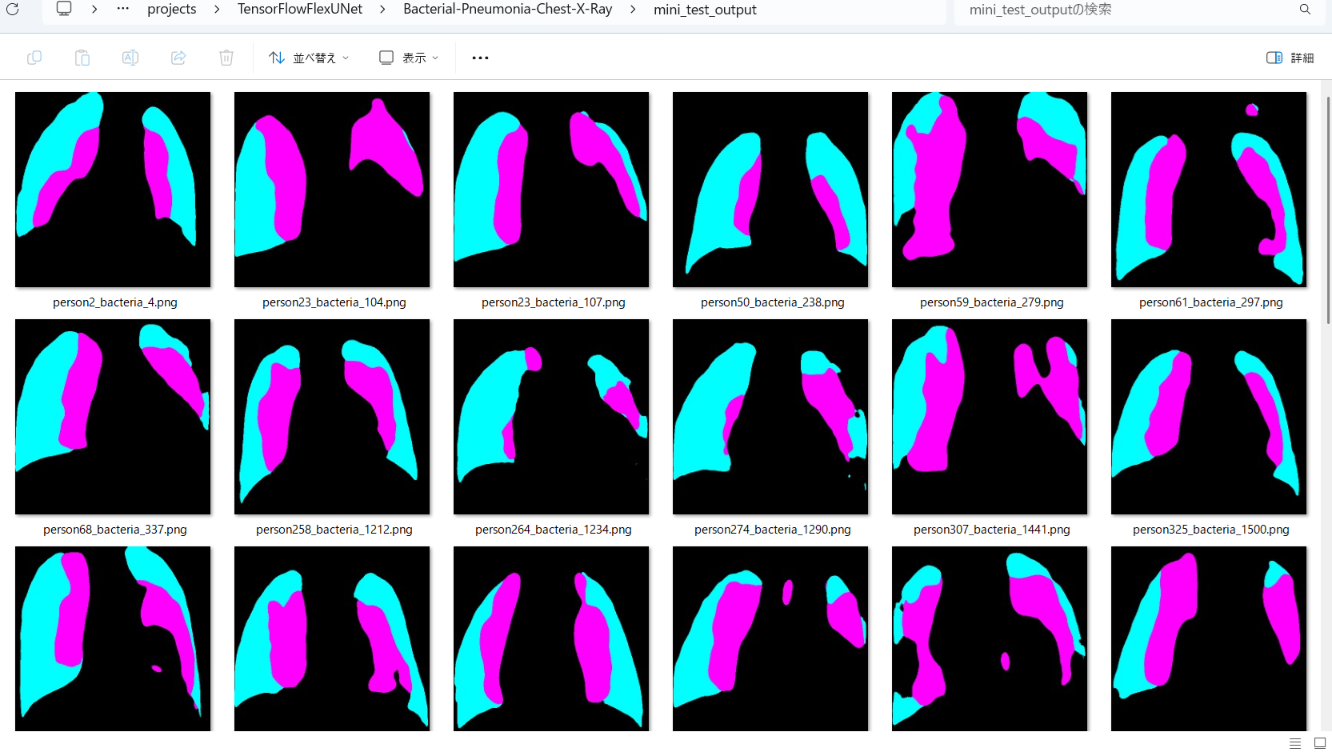 projects > TensorFlowFlexUNet > Bacterial-Pneumonia-Chest-X-Ray > mini_test_output
mini_test_outputの検索
並べ替え
表示
詳細
person2_bacteria_4.png
person23_bacteria_104.png
person23_bacteria_107.png
person50_bacteria_238.png
person59_bacteria_279.png
person61_bacteria_297.png
person68_bacteria_337.png
person258_bacteria_1212.png
person264_bacteria_1234.png
person274_bacteria_1290.png
person307_bacteria_1441.png
person325_bacteria_1500.png